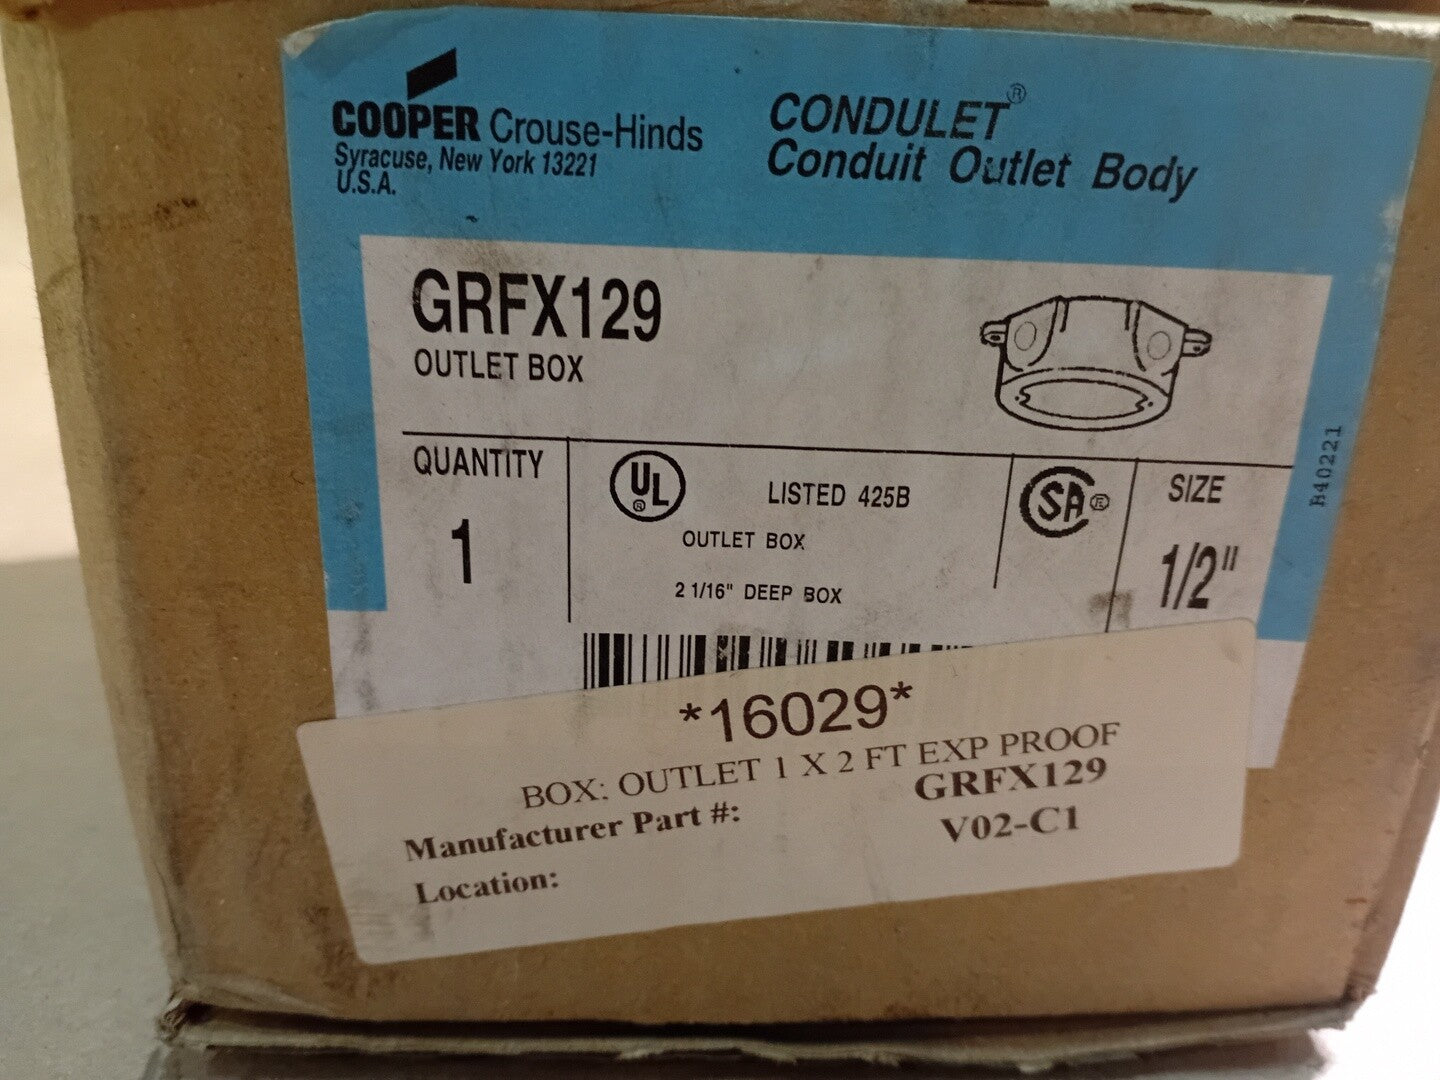 COOPER Crouse-Hinds
Syracuse, New York 13221
U.S.A.
CONDULET®
Conduit Outlet Body
GRFX129
OUTLET BOX
QUANTITY
1
UL
®
LISTED 425B
OUTLET BOX
2 1/16" DEEP BOX
SA ®
SIZE
1/2"
B40221
*16029*
BOX: OUTLET 1 X 2 FT EXP PROOF
Manufacturer Part #: GRFX129
Location: V02-C1